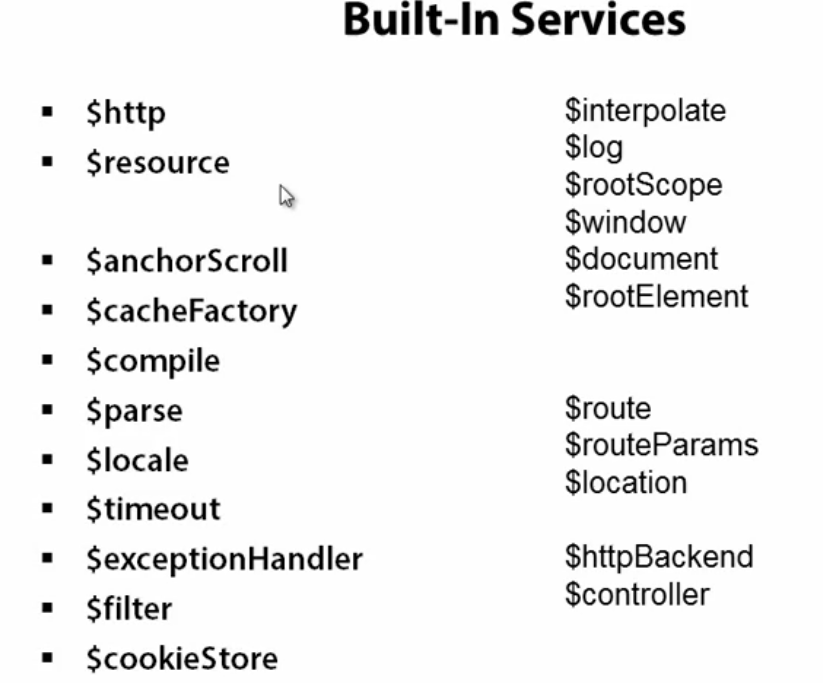 Built-In Services
▪ $http
▪ $resource
▪ $anchorScroll
▪ $cacheFactory
▪ $compile
▪ $parse
▪ $locale
▪ $timeout
▪ $exceptionHandler
▪ $filter
▪ $cookieStore
$interpolate
$log
$rootScope
$window
$document
$rootElement
$route
$routeParams
$location
$httpBackend
$controller